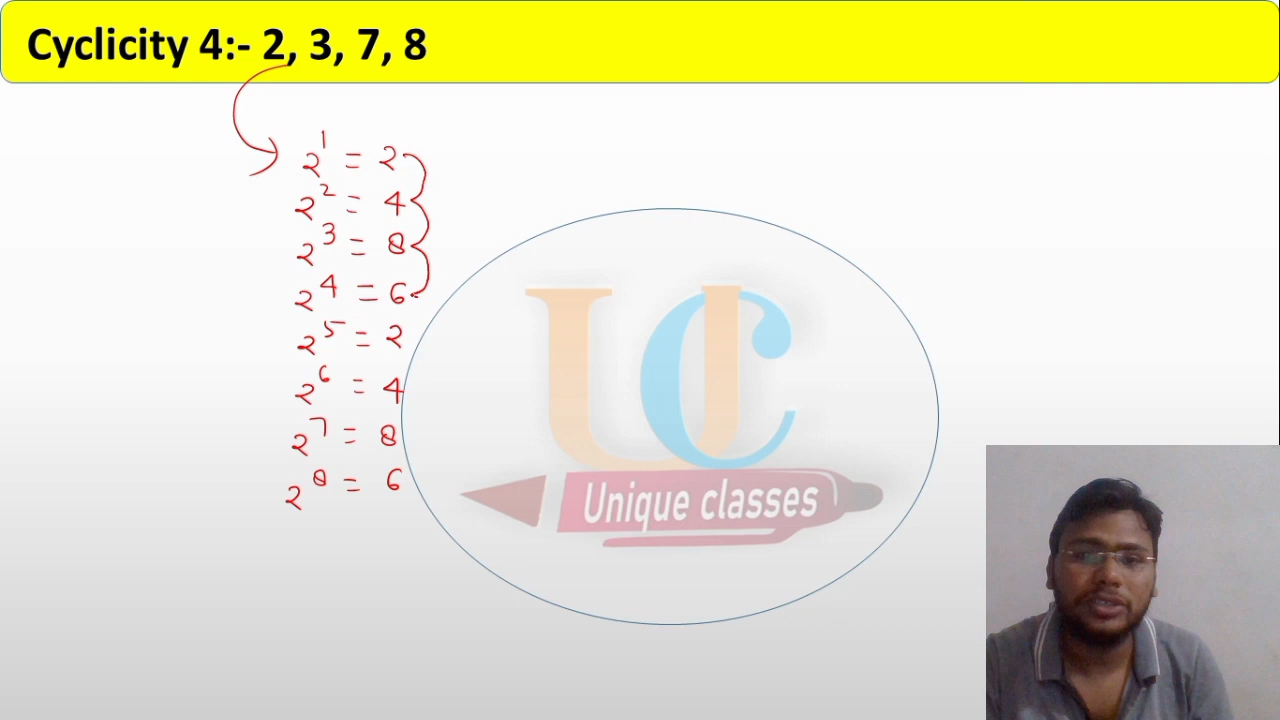 Cyclicity 4:- 2, 3, 7, 8
2¹ = 2
2² = 4
2³ = 8
2⁴ = 6
2⁵ = 2
2⁶ = 4
2⁷ = 8
2⁸ = 6
UC
Unique classes